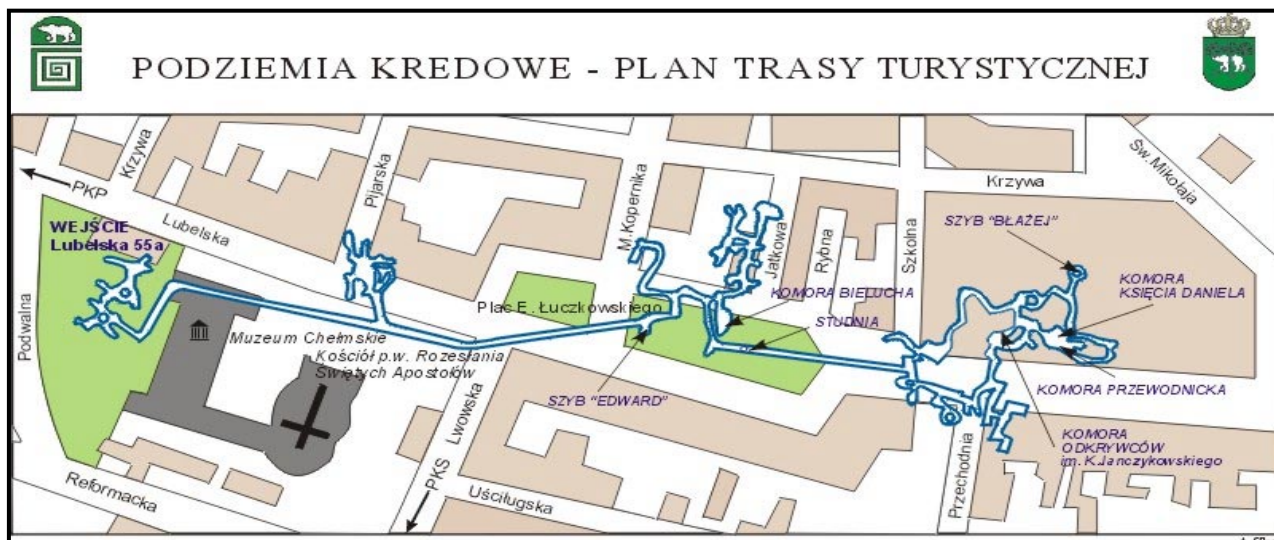 PODZIEMIA KREDOWE - PLAN TRASY TURYSTYCZNEJ
PKP
Krzywa
WEJŚCIE
Lubelska 55a
Lubelska
Pijarska
M.Kopernika
Jatkowa
Rybna
Szkolna
Krzywa
Św. Mikołaja
SZYB "BŁAŻEJ"
KOMORA
KSIĘCIA DANIELA
KOMORA BIELUCHA
STUDNIA
Plac E. Łuczkowskiego
Podwalna
Muzeum Chełmskie
Kościół p.w. Rozesłania
Świętych Apostołów
SZYB "EDWARD"
KOMORA PRZEWODNICKA
KOMORA
ODKRYWCÓW
im. K.Janczykowskiego
Lwowska
PKS
Uściługska
Przechodnia
Reformacka